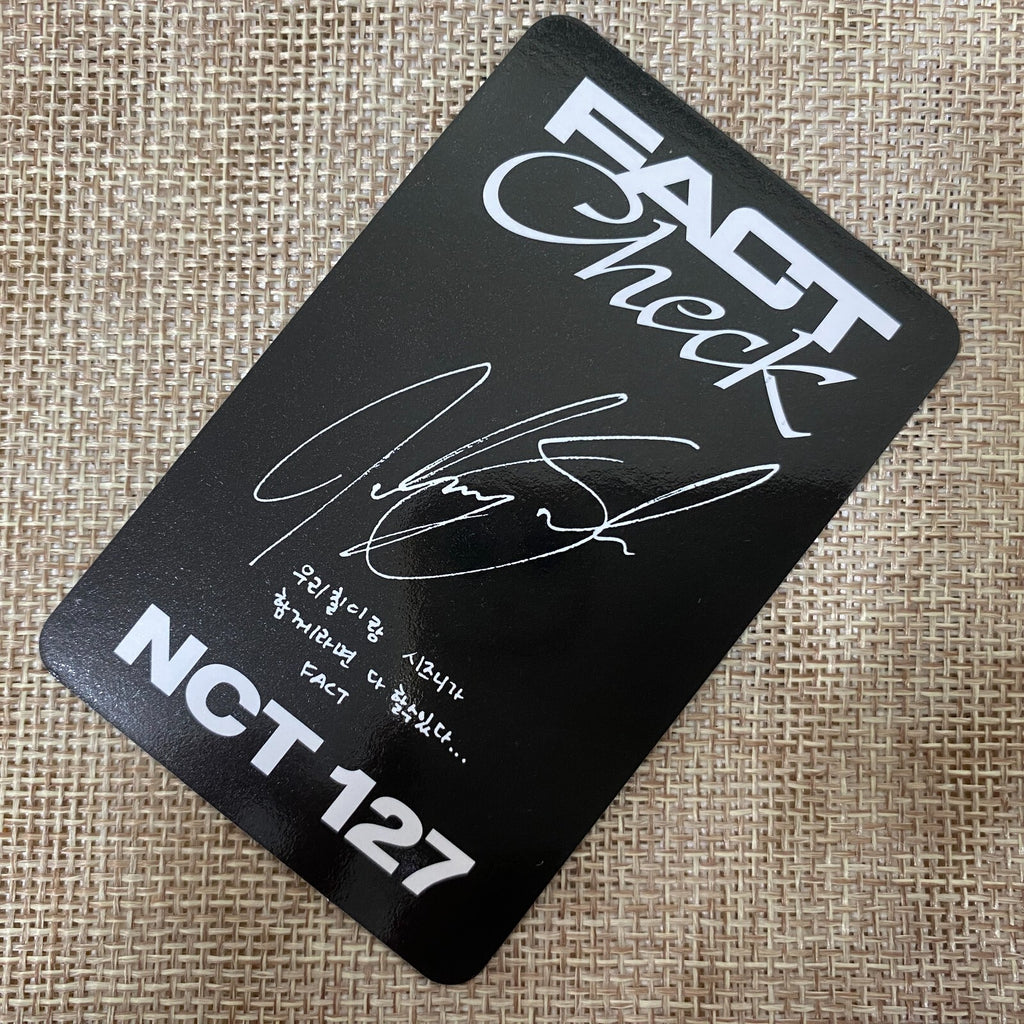 FACT
Check
우리 칠이랑 시즈니가
함께라면 다 할수있다...
FACT
NCT 127